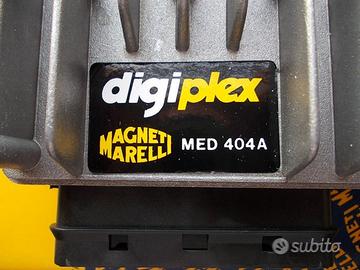 digiplex
MAGNETI
MARELLI
MED 404A
subito